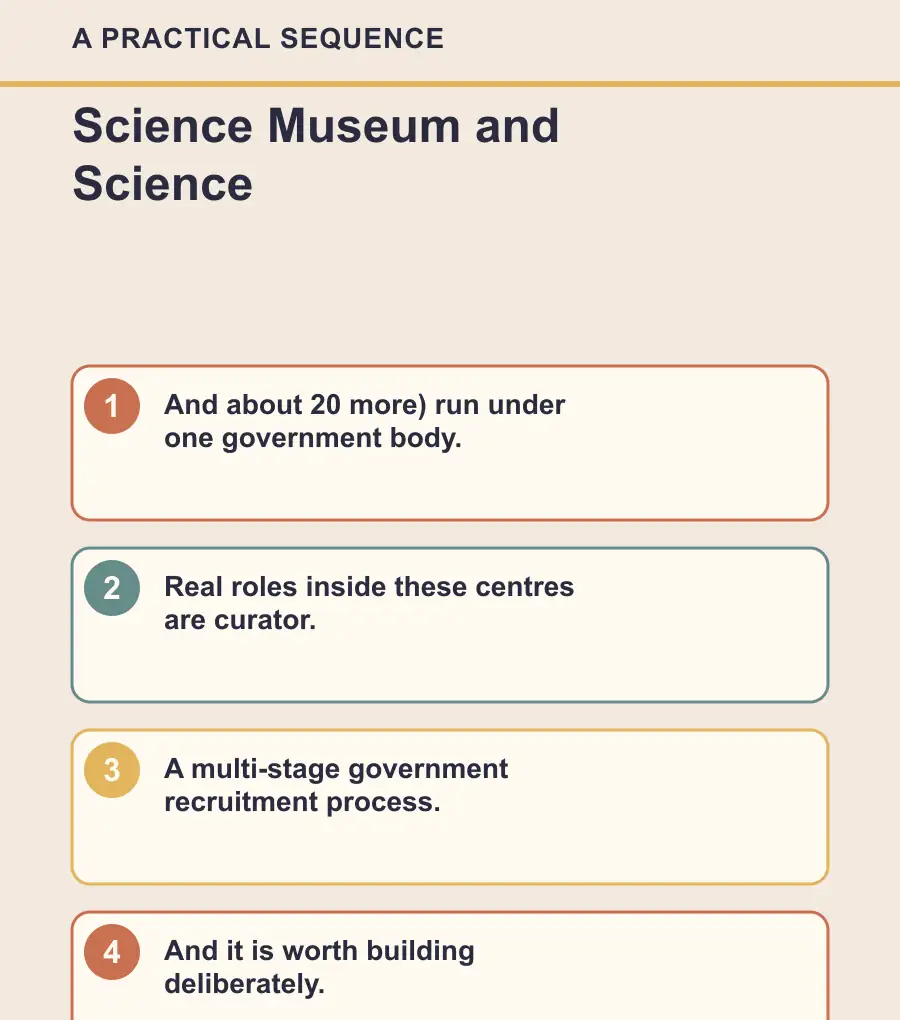 A PRACTICAL SEQUENCE
Science Museum and
Science
1
And about 20 more) run under
one government body.
2
Real roles inside these centres
are curator.
3
A multi-stage government
recruitment process.
4
And it is worth building
deliberately.